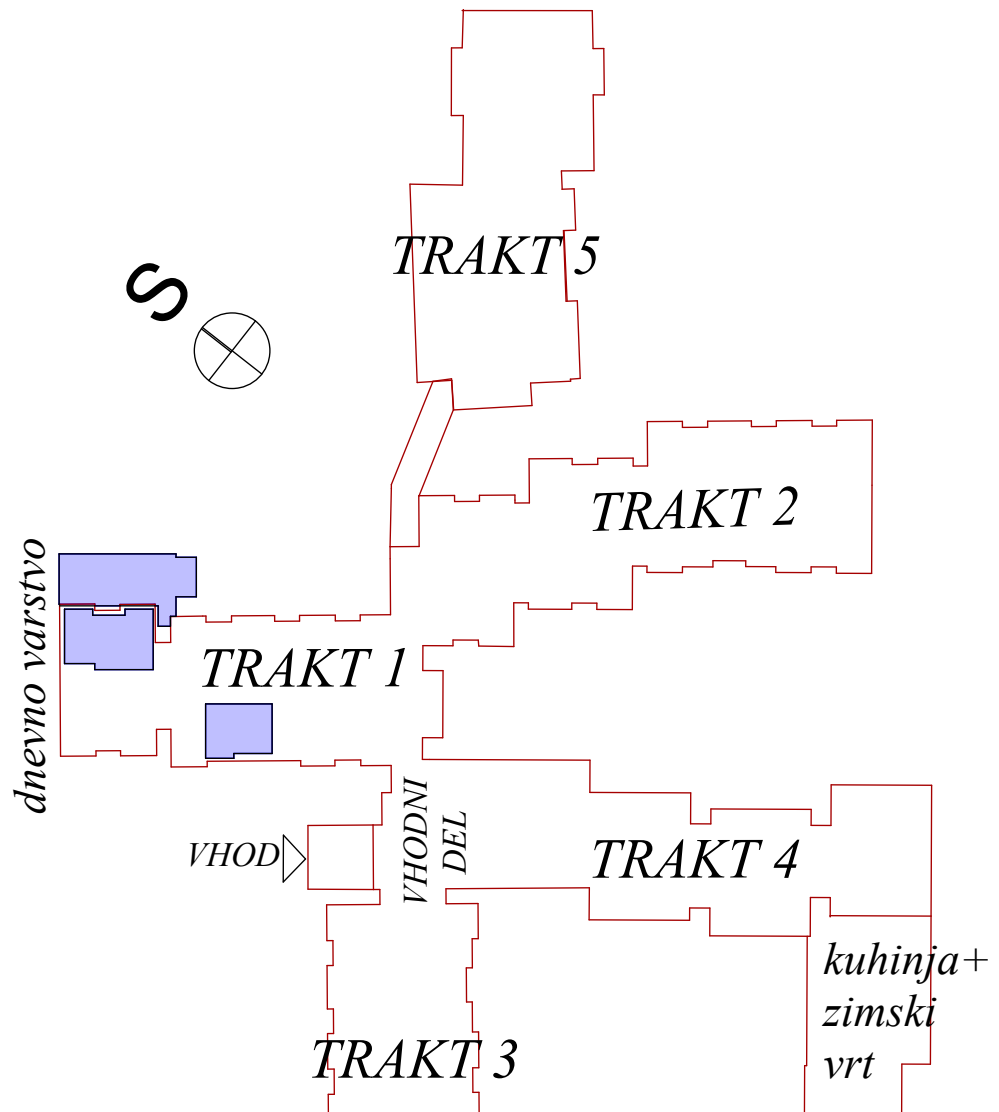 TRAKT 5
S
TRAKT 2
dnevno varstvo
TRAKT 1
VHODNI
DEL
VHOD
TRAKT 4
kuhinja+
zimski
vrt
TRAKT 3